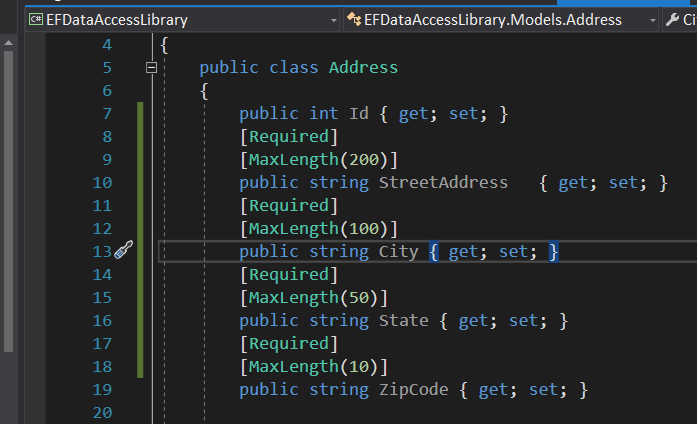 C# EFDataAccessLibrary EFDataAccessLibrary.Models.Address Ci
4 {
5 public class Address
6 {
7 public int Id { get; set; }
8 [Required]
9 [MaxLength(200)]
10 public string StreetAddress   { get; set; }
11 [Required]
12 [MaxLength(100)]
13 public string City { get; set; }
14 [Required]
15 [MaxLength(50)]
16 public string State { get; set; }
17 [Required]
18 [MaxLength(10)]
19 public string ZipCode { get; set; }
20